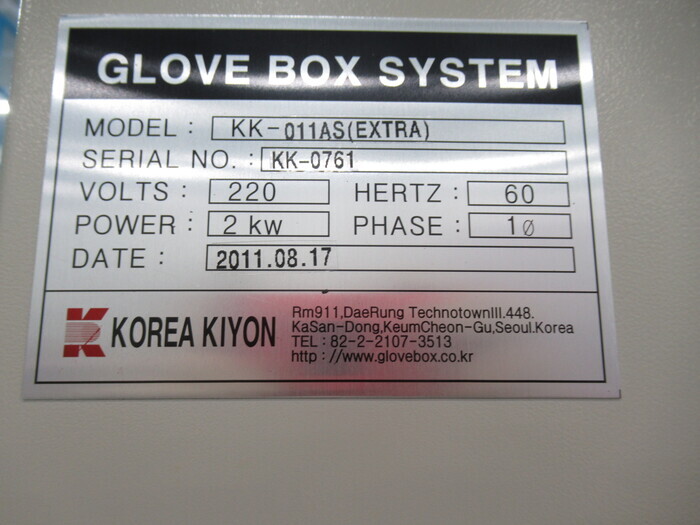 GLOVE BOX SYSTEM
MODEL : KK-011AS(EXTRA)
SERIAL NO. : KK-0761
VOLTS : 220 HERTZ : 60
POWER : 2 kw PHASE : 1ø
DATE : 2011.08.17
KOREA KIYON
Rm911,DaeRung TechnotownIII.448.
KaSan-Dong,KeumCheon-Gu,Seoul.Korea
TEL: 82-2-2107-3513
http://www.glovebox.co.kr